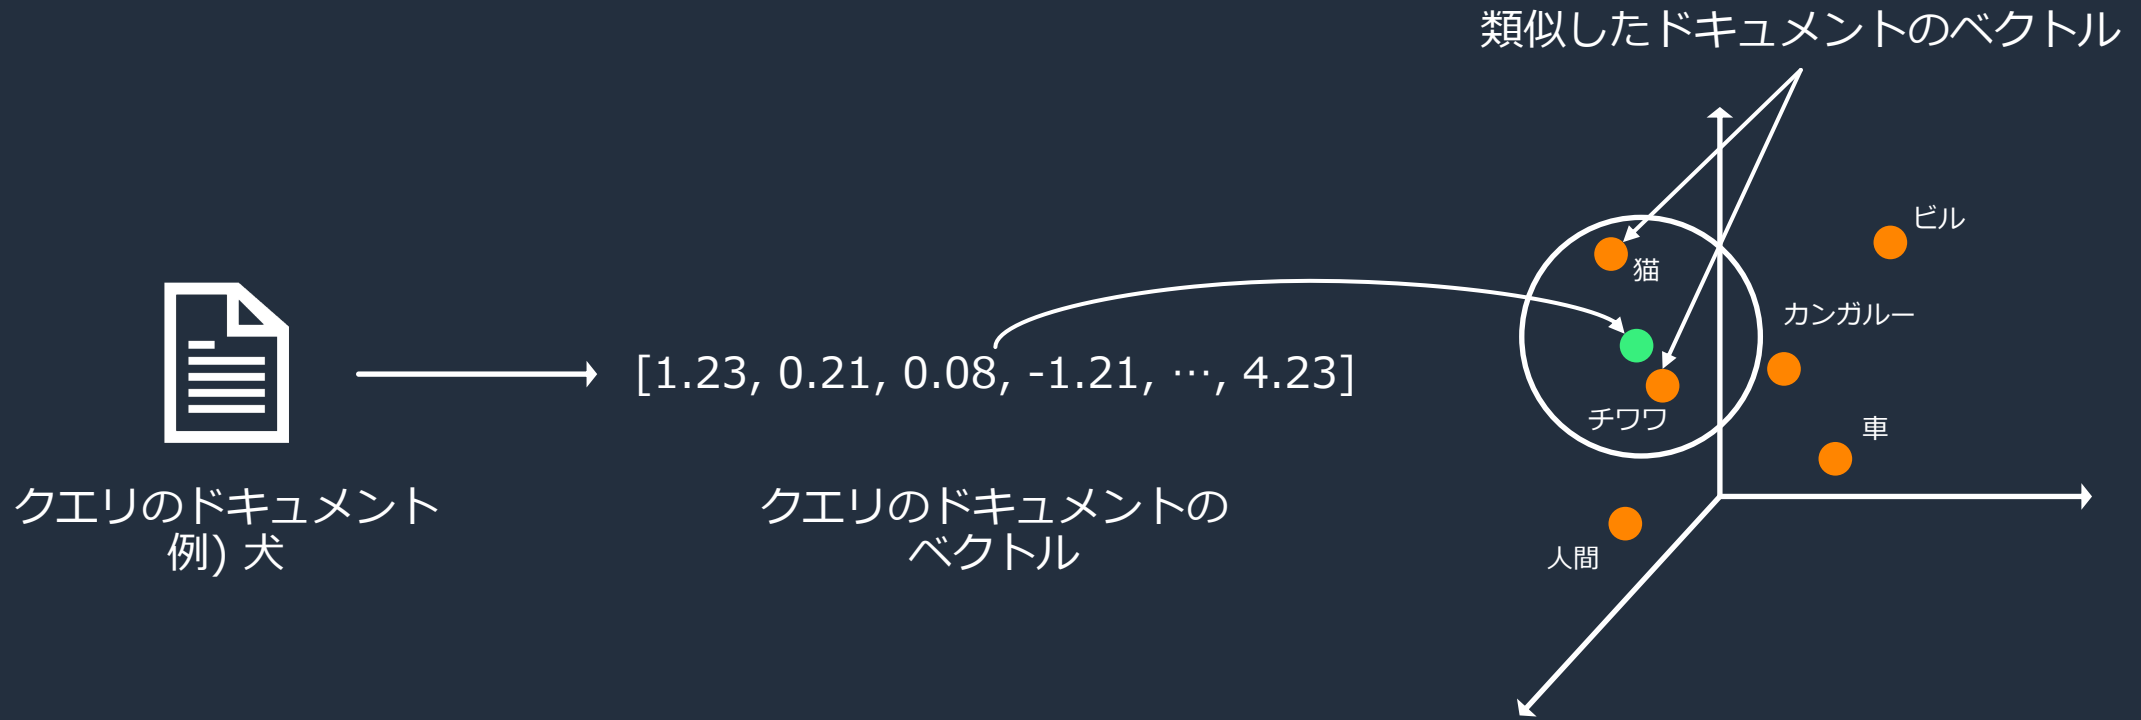 類似したドキュメントのベクトル
ビル
猫
カンガルー
[1.23, 0.21, 0.08, -1.21, …, 4.23]
チワワ
車
クエリのドキュメント
例) 犬
クエリのドキュメントの
ベクトル
人間